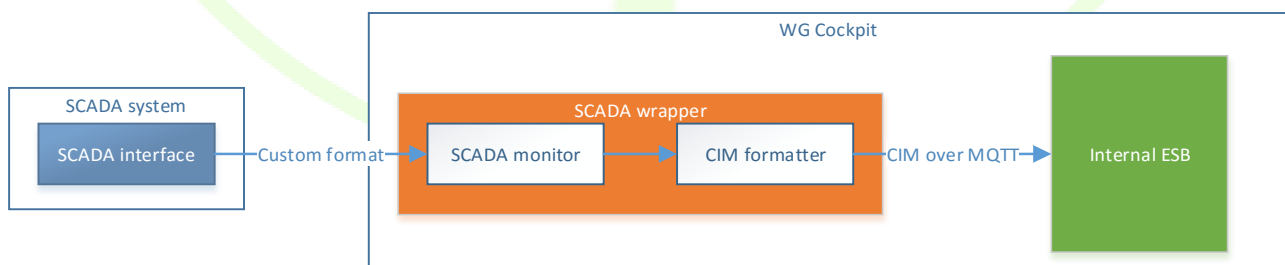 WG Cockpit
SCADA system
SCADA wrapper
SCADA interface
Custom format
SCADA monitor
CIM formatter
CIM over MQTT
Internal ESB